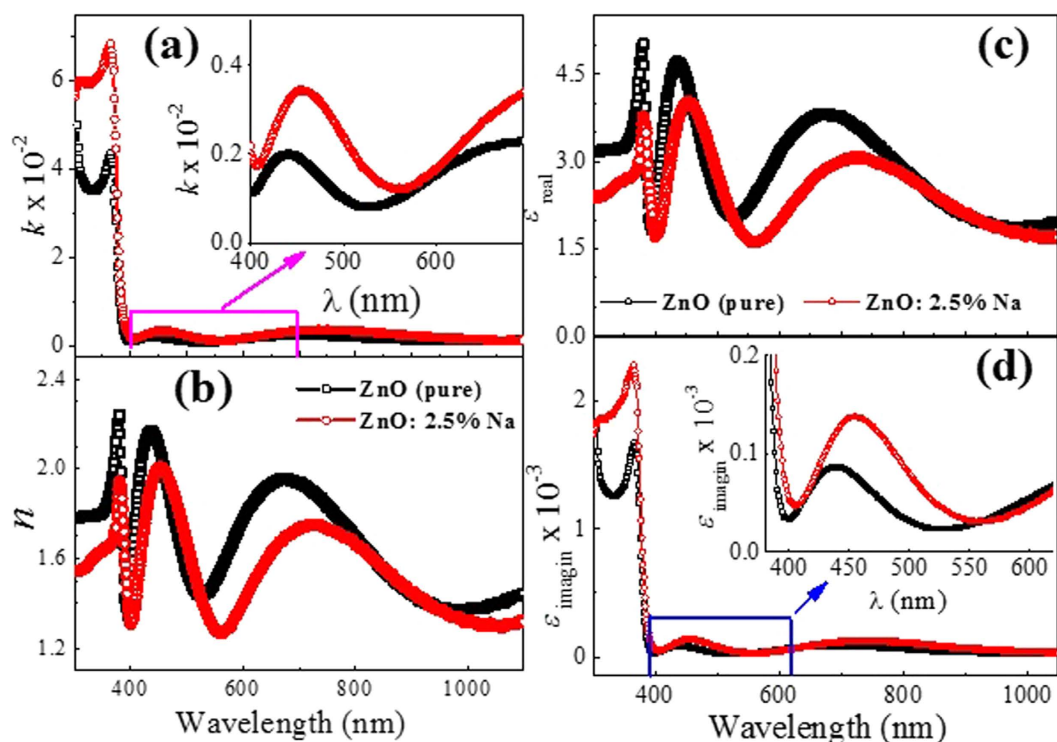 (a)
k x 10-2
6
4
2
0
k x 10-2
0.4
0.2
0.0
400 500 600
λ (nm)
(b)
ZnO (pure)
ZnO: 2.5% Na
n
2.4
2.0
1.6
1.2
400 600 800 1000
Wavelength (nm)
(c)
ε real
4.5
3.0
1.5
0.0
ZnO (pure) ZnO: 2.5% Na
(d)
ε imagin x 10-3
2
1
0
ε imagin x 10-3
0.2
0.1
0.0
400 450 500 550 600
λ (nm)
400 600 800 1000
Wavelength (nm)